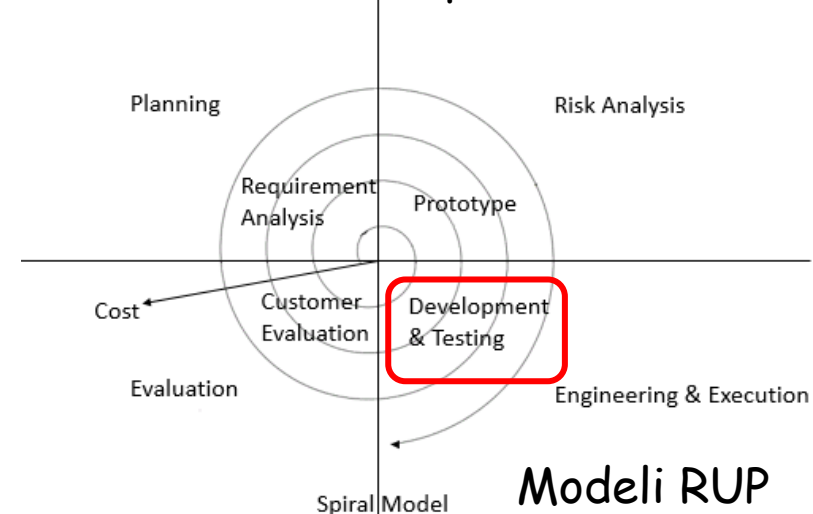 Planning
Risk Analysis
Requirement
Analysis
Prototype
Cost
Customer
Evaluation
Development
& Testing
Evaluation
Engineering & Execution
Modeli RUP
Spiral Model